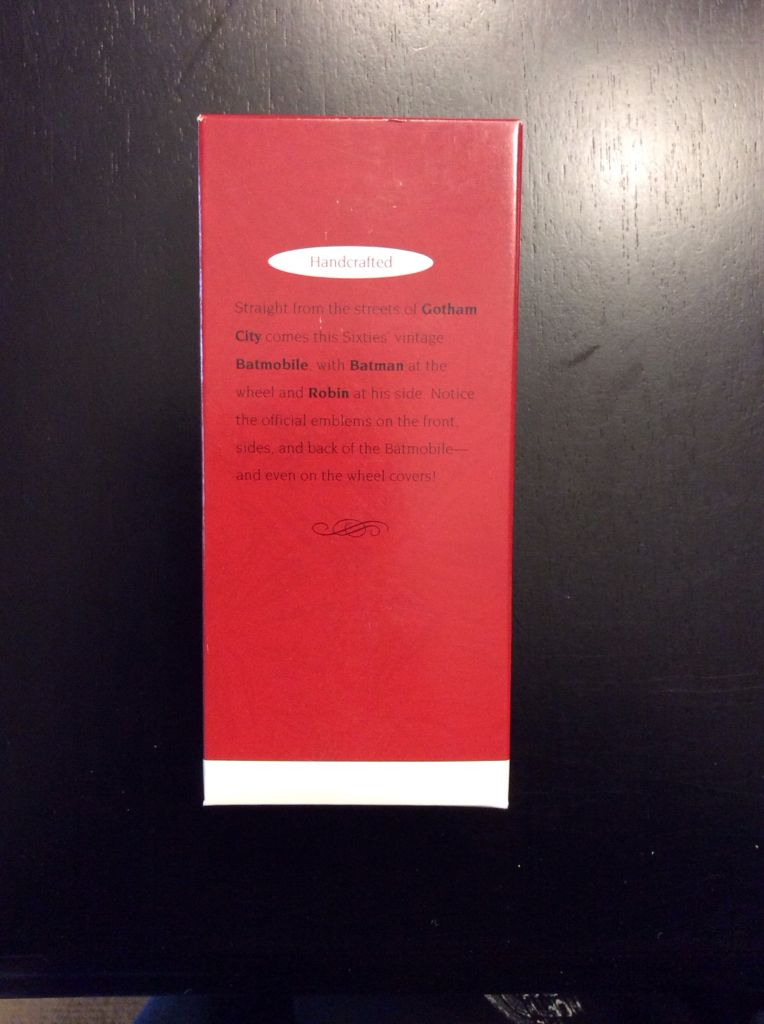 Handcrafted
Straight from the streets of Gotham
City comes this Sixties' vintage
Batmobile, with Batman at the
wheel and Robin at his side. Notice
the official emblems on the front,
sides, and back of the Batmobile—
and even on the wheel covers!